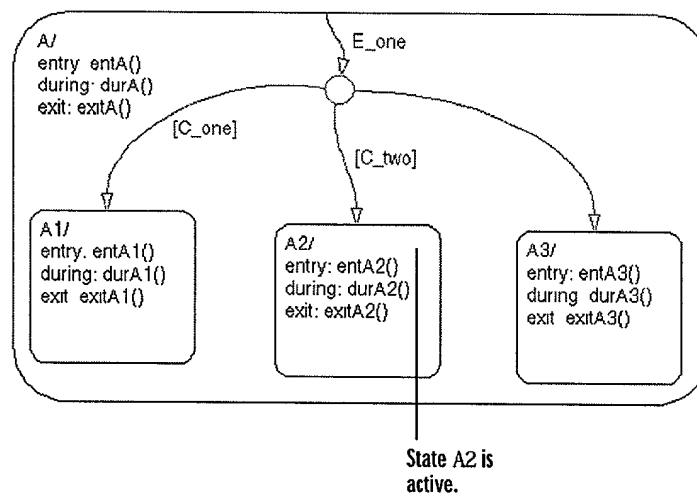 A/
entry entA()
during: durA()
exit: exitA()
E_one
[C_one]
[C_two]
A1/
entry. entA1()
during: durA1()
exit exitA1()
A2/
entry: entA2()
during: durA2()
exit: exitA2()
A3/
entry: entA3()
during durA3()
exit exitA3()
State A2 is
active.